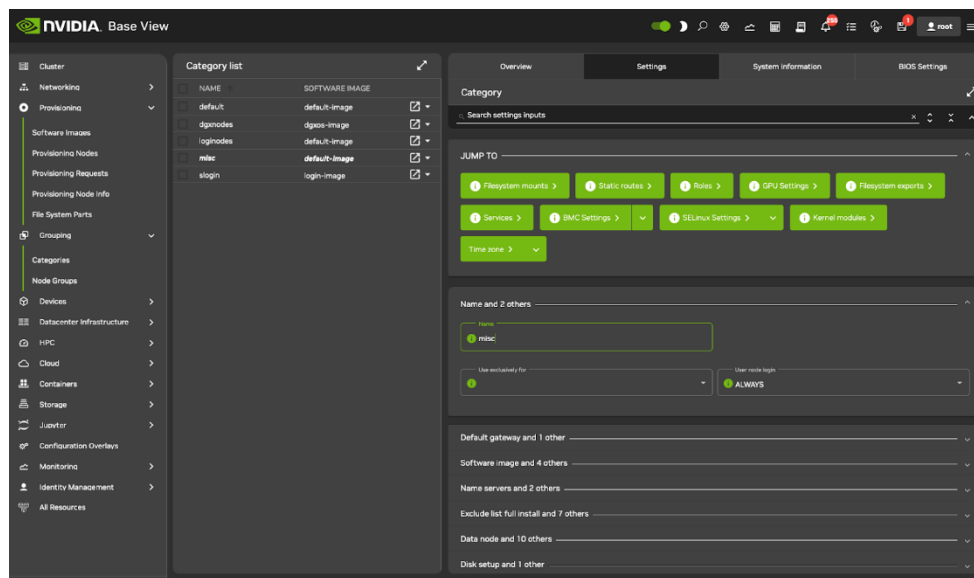 NVIDIA. Base View
255
1
root
Cluster
Networking
Provisioning
Software Images
Provisioning Nodes
Provisioning Requests
Provisioning Node Info
File System Parts
Grouping
Categories
Node Groups
Devices
Datacenter Infrastructure
HPC
Cloud
Containers
Storage
Jupyter
Configuration Overlays
Monitoring
Identity Management
All Resources
Category list
NAME SOFTWARE IMAGE
default default-image
dgxnodes dgxos-image
loginodes default-image
misc default-image
slogin login-image
Overview Settings System information BIOS Settings
Category
Search settings inputs
JUMP TO
Filesystem mounts > Static routes > Roles > GPU Settings > Filesystem exports >
Services > BMC Settings > SELinux Settings > Kernel modules >
Time zone >
Name and 2 others
Name
misc
Use exclusively for User node login
ALWAYS
Default gateway and 1 other
Software image and 4 others
Name servers and 2 others
Exclude list full install and 7 others
Data node and 10 others
Disk setup and 1 other